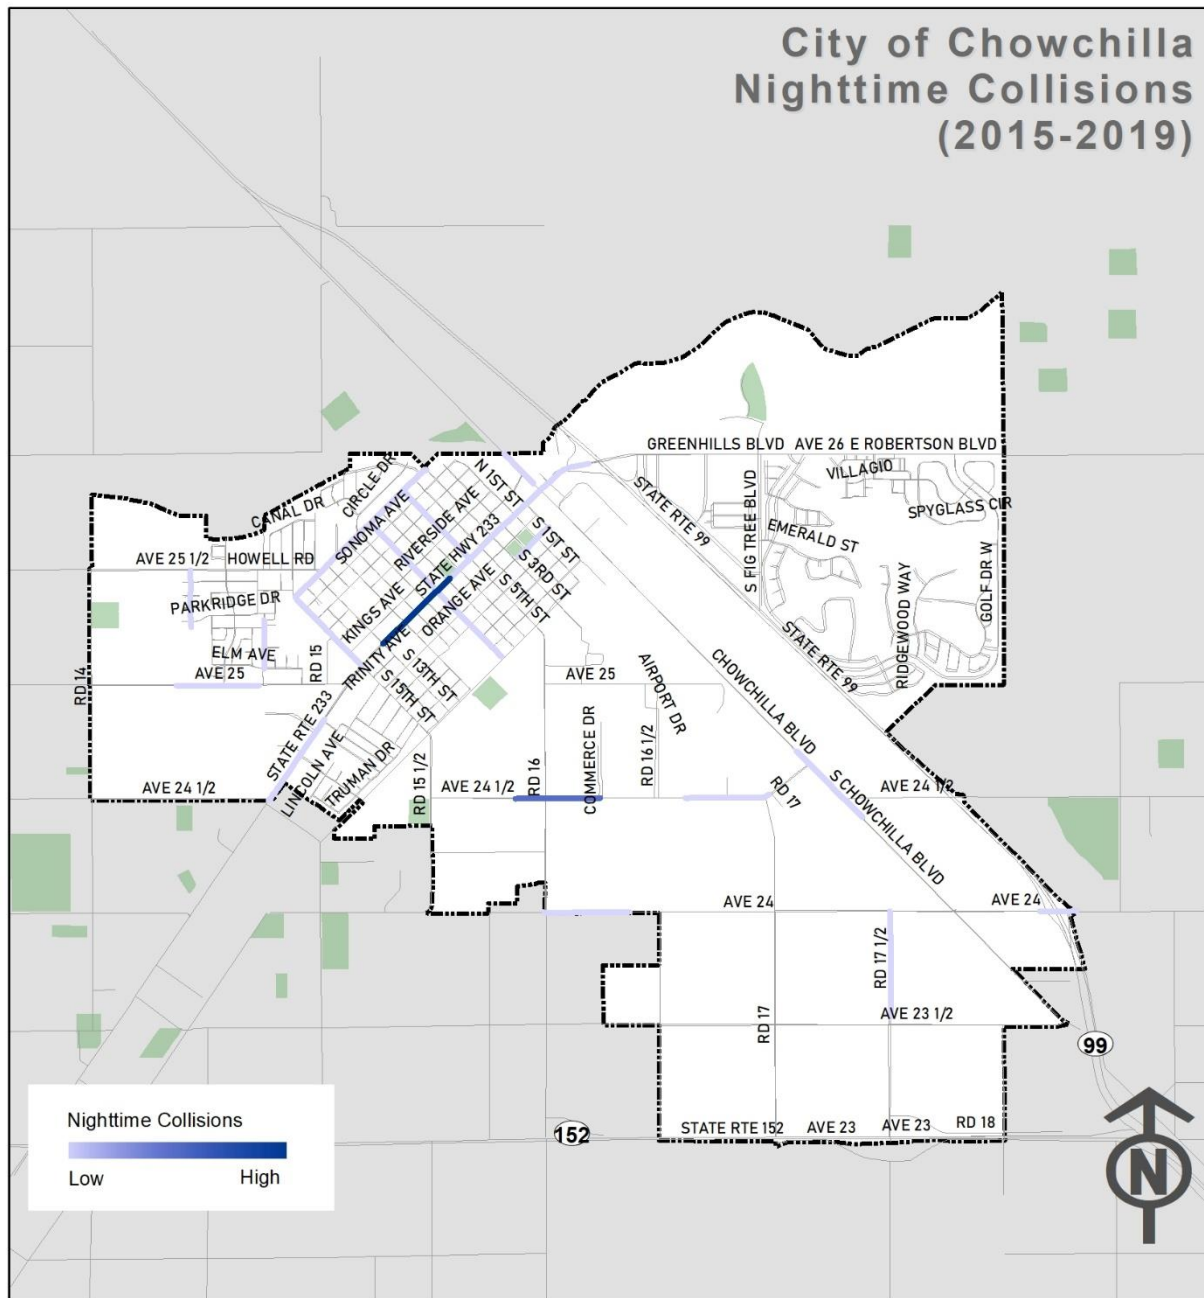 City of Chowchilla
Nighttime Collisions
(2015-2019)
GREENHILLS BLVD
AVE 26 E ROBERTSON BLVD
N 1ST ST
CIRCLE DR
VILLAGIO
STATE RTE 99
S FIG TREE BLVD
SPYGLASS CIR
CANAL DR
SONOMA AVE
RIVERSIDE AVE
STATE HWY 233
S 1ST ST
EMERALD ST
AVE 25 1/2
HOWELL RD
S 3RD ST
GOLF DR W
PARKRIDGE DR
KINGS AVE
ORANGE AVE
S 5TH ST
RIDGEWOOD WAY
ELM AVE
TRINITY AVE
STATE RTE 99
RD 14
AVE 25
RD 15
S 13TH ST
S 15TH ST
AVE 25
AIRPORT DR
CHOWCHILLA BLVD
STATE RTE 233
LINCOLN AVE
TRUMAN DR
RD 15 1/2
RD 16
COMMERCE DR
RD 16 1/2
AVE 24 1/2
AVE 24 1/2
RD 17
S CHOWCHILLA BLVD
AVE 24 1/2
AVE 24
AVE 24
RD 17 1/2
RD 17
AVE 23 1/2
99
Nighttime Collisions
Low
High
152
STATE RTE 152
AVE 23
AVE 23
RD 18
N